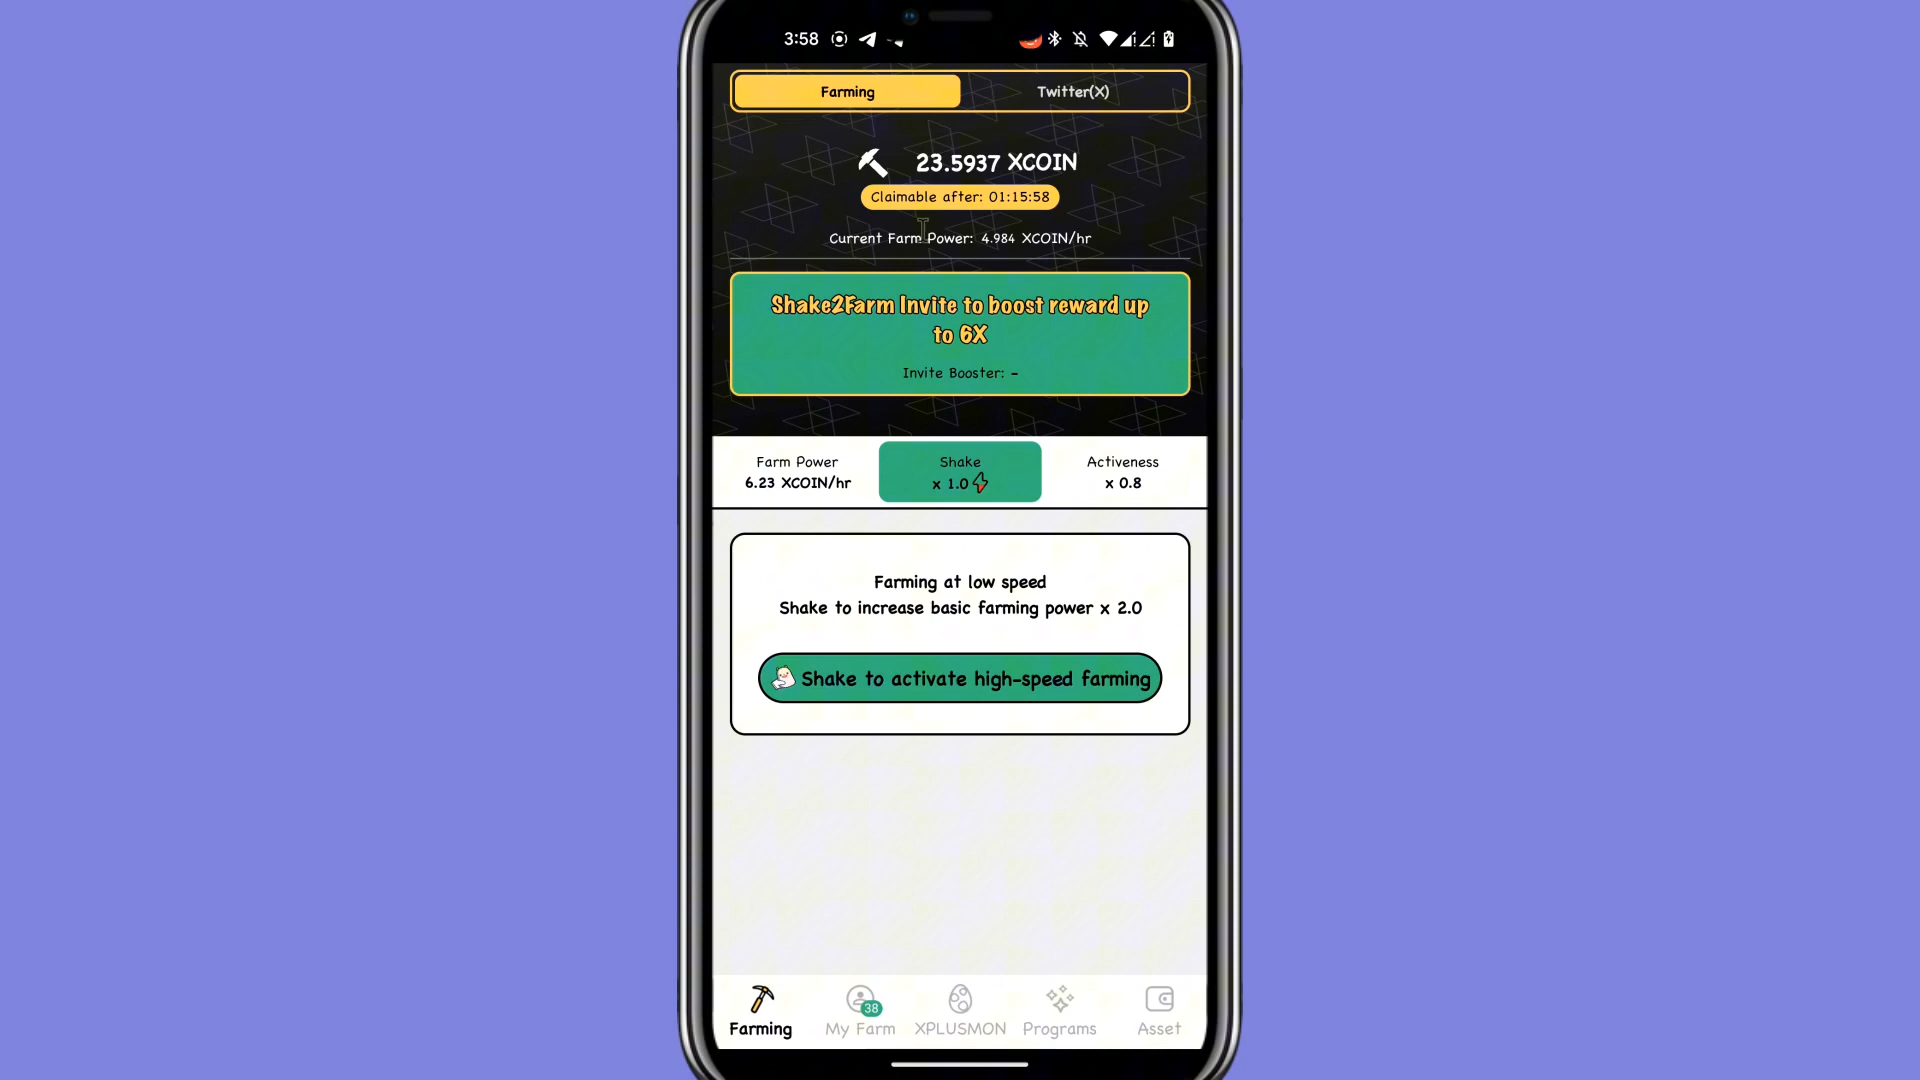 3:58
Farming
Twitter(X)
23.5937 XCOIN
Claimable after: 01:15:58
Current Farm Power: 4.984 XCOIN/hr
Shake2Farm Invite to boost reward up
to 6X
Invite Booster: -
Farm Power
6.23 XCOIN/hr
Shake
x 1.0
Activeness
x 0.8
Farming at low speed
Shake to increase basic farming power x 2.0
Shake to activate high-speed farming
38
Farming
My Farm
XPLUSMON
Programs
Asset